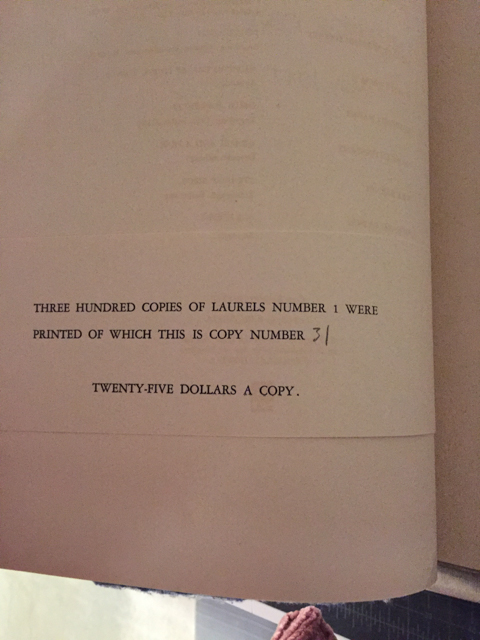 THREE HUNDRED COPIES OF LAURELS NUMBER 1 WERE
PRINTED OF WHICH THIS IS COPY NUMBER 31
TWENTY-FIVE DOLLARS A COPY.